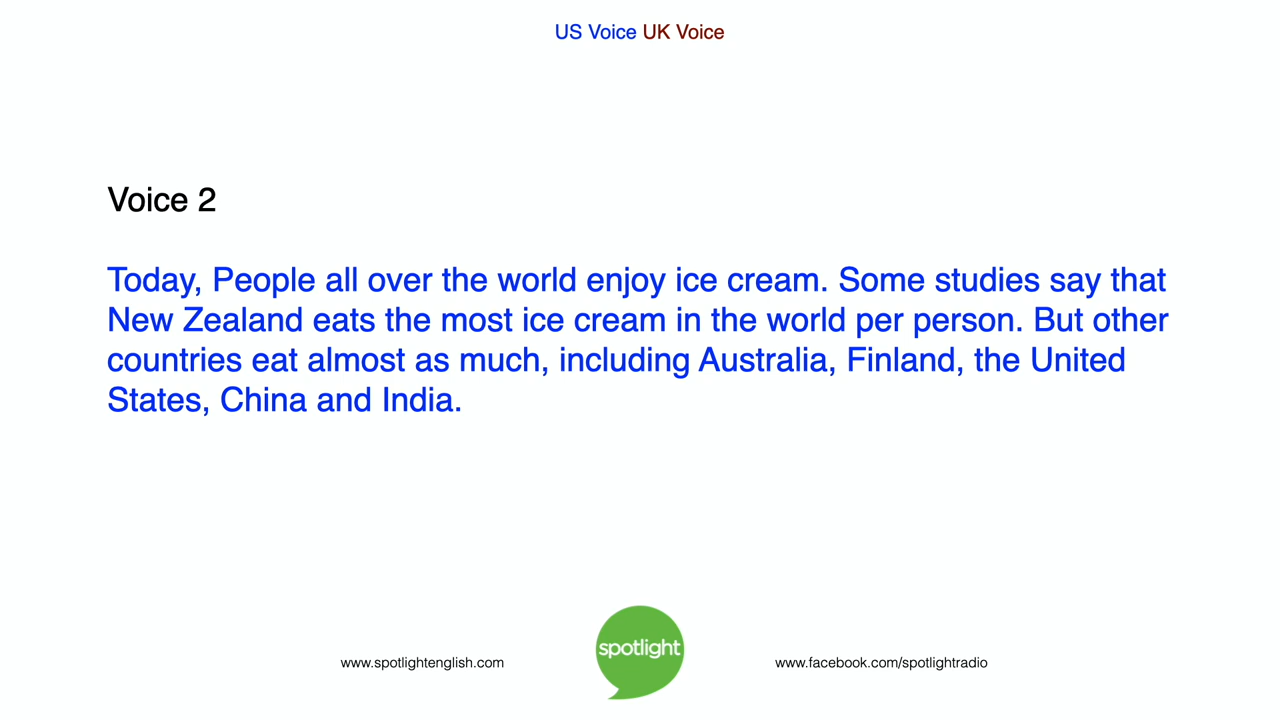 US Voice UK Voice
Voice 2
Today, People all over the world enjoy ice cream. Some studies say that
New Zealand eats the most ice cream in the world per person. But other
countries eat almost as much, including Australia, Finland, the United
States, China and India.
www.spotlightenglish.com
spotlight
www.facebook.com/spotlightradio